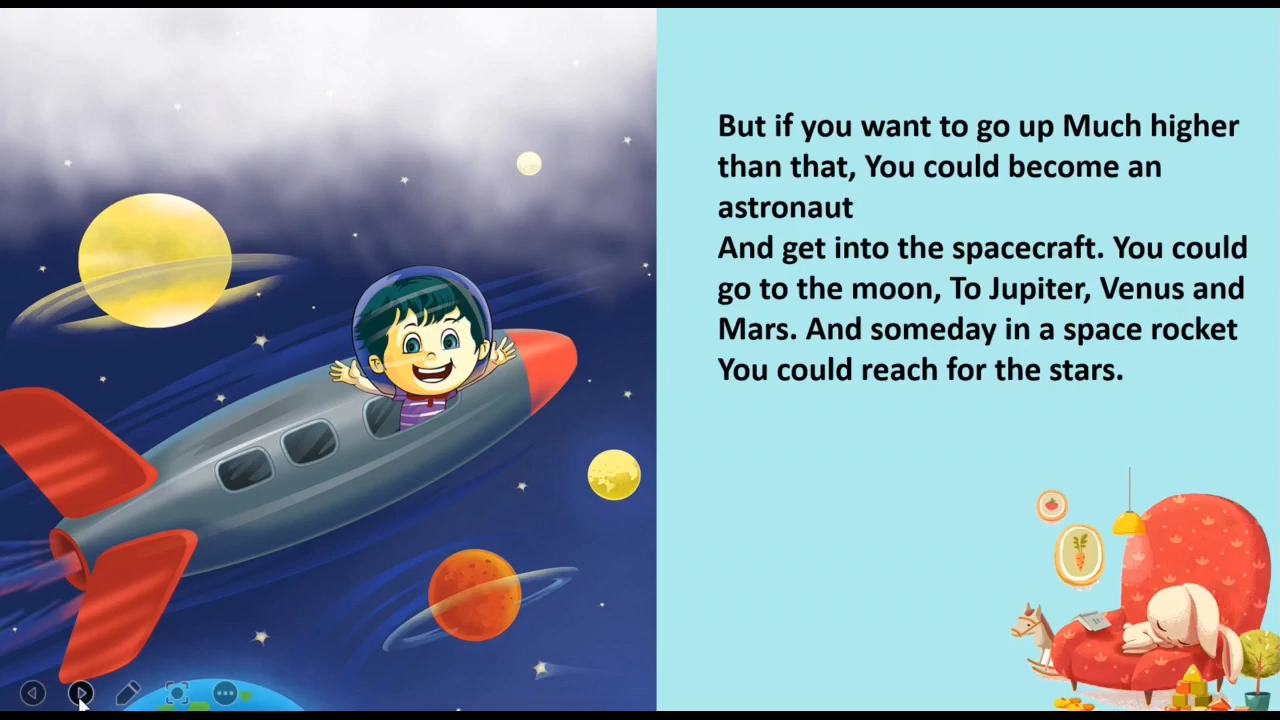 But if you want to go up Much higher
than that, You could become an
astronaut
And get into the spacecraft. You could
go to the moon, To Jupiter, Venus and
Mars. And someday in a space rocket
You could reach for the stars.